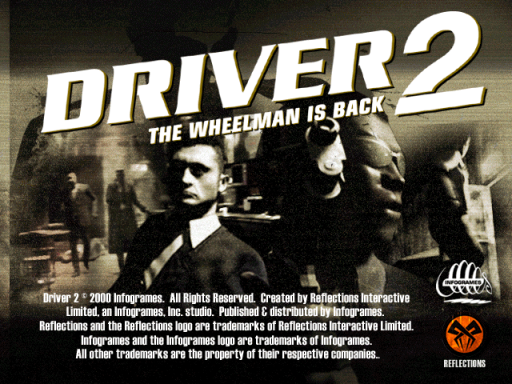 DRIVER 2
THE WHEELMAN IS BACK
Driver 2 © 2000 Infogrames. All Rights Reserved. Created by Reflections Interactive
Limited, an Infogrames, Inc. studio. Published & distributed by Infogrames.
Reflections and the Reflections logo are trademarks of Reflections Interactive Limited.
Infogrames and the Infogrames logo are trademarks of Infogrames.
All other trademarks are the property of their respective companies..
INFOGRAMES
REFLECTIONS